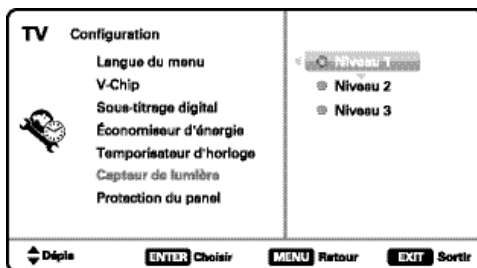 TV Configuration
Langue du menu
V-Chip
Sous-titrage digital
Économiseur d'énergie
Temporisateur d'horloge
Capteur de lumière
Protection du panel
Niveau 1
Niveau 2
Niveau 3
Dépla ENTER Choisir MENU Retour EXIT Sortir